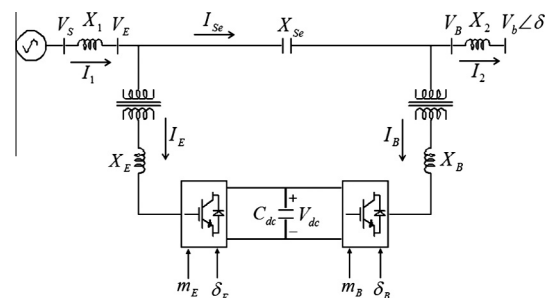 V_S X_1 V_E I_Se X_Se V_B X_2 V_b∠δ
I_1 I_2
I_E I_B
X_E X_B
C_dc + V_dc −
m_E δ_E m_B δ_B